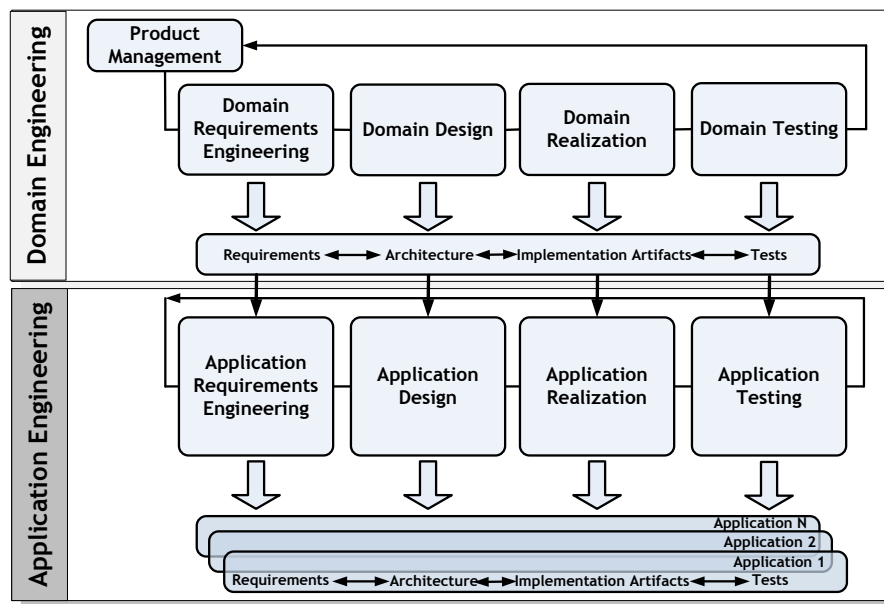 Domain Engineering
Product
Management
Domain
Requirements
Engineering
Domain Design
Domain
Realization
Domain Testing
Requirements
Architecture
Implementation Artifacts
Tests
Application Engineering
Application
Requirements
Engineering
Application
Design
Application
Realization
Application
Testing
Application N
Application 2
Application 1
Requirements
Architecture
Implementation Artifacts
Tests